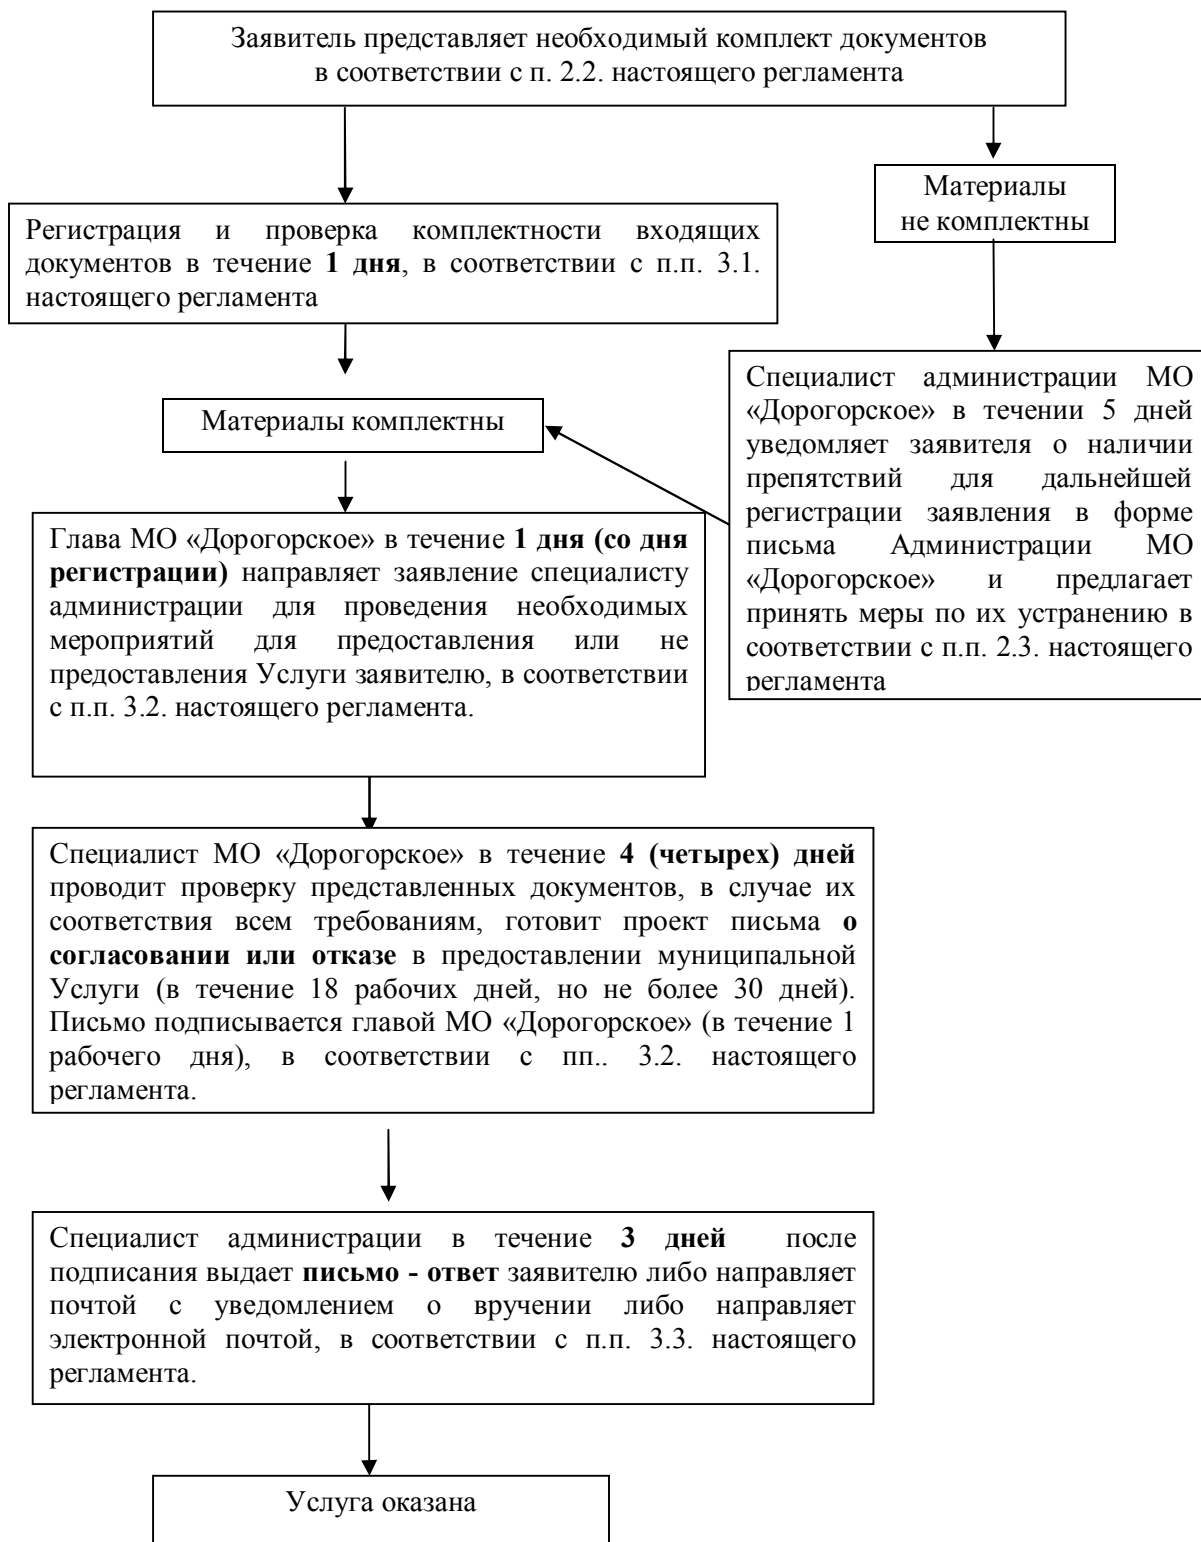 Заявитель представляет необходимый комплект документов
в соответствии с п. 2.2. настоящего регламента
Материалы
не комплектны
Регистрация и проверка комплектности входящих
документов в течение 1 дня, в соответствии с п.п. 3.1.
настоящего регламента
Материалы комплектны
Специалист администрации МО
«Дорогорское» в течении 5 дней
уведомляет заявителя о наличии
препятствий для дальнейшей
регистрации заявления в форме
письма Администрации МО
«Дорогорское» и предлагает
принять меры по их устранению в
соответствии с п.п. 2.3. настоящего
регламента
Глава МО «Дорогорское» в течение 1 дня (со дня
регистрации) направляет заявление специалисту
администрации для проведения необходимых
мероприятий для предоставления или не
предоставления Услуги заявителю, в соответствии
с п.п. 3.2. настоящего регламента.
Специалист МО «Дорогорское» в течение 4 (четырех) дней
проводит проверку представленных документов, в случае их
соответствия всем требованиям, готовит проект письма о
согласовании или отказе в предоставлении муниципальной
Услуги (в течение 18 рабочих дней, но не более 30 дней).
Письмо подписывается главой МО «Дорогорское» (в течение 1
рабочего дня), в соответствии с пп.. 3.2. настоящего
регламента.
Специалист администрации в течение 3 дней после
подписания выдает письмо - ответ заявителю либо направляет
почтой с уведомлением о вручении либо направляет
электронной почтой, в соответствии с п.п. 3.3. настоящего
регламента.
Услуга оказана